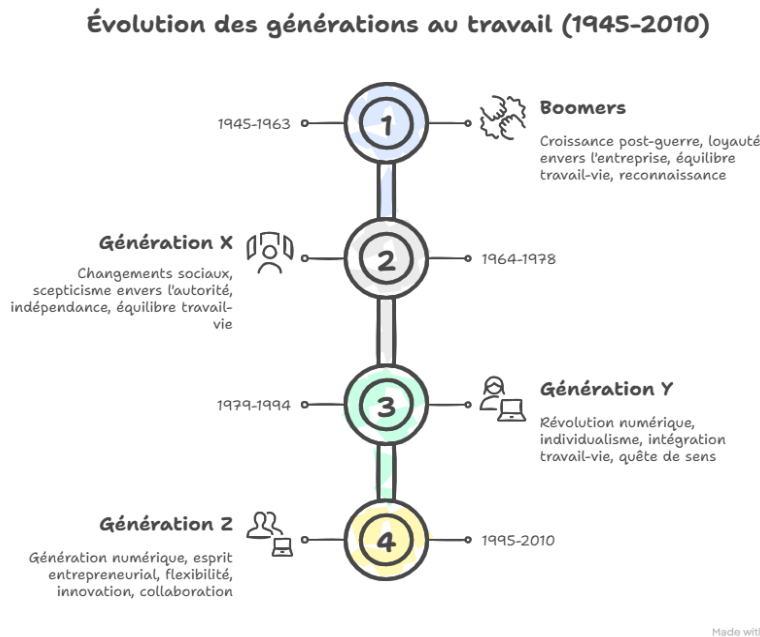 Évolution des générations au travail (1945-2010)
1945-1963
1
Boomers
Croissance post-guerre, loyauté
envers l'entreprise, équilibre
travail-vie, reconnaissance
Génération X
Changements sociaux,
scepticisme envers l'autorité,
indépendance, équilibre travail-
vie
2
1964-1978
1979-1994
3
Génération Y
Révolution numérique,
individualisme, intégration
travail-vie, quête de sens
Génération Z
Génération numérique, esprit
entrepreneurial, flexibilité,
innovation, collaboration
4
1995-2010
Made with